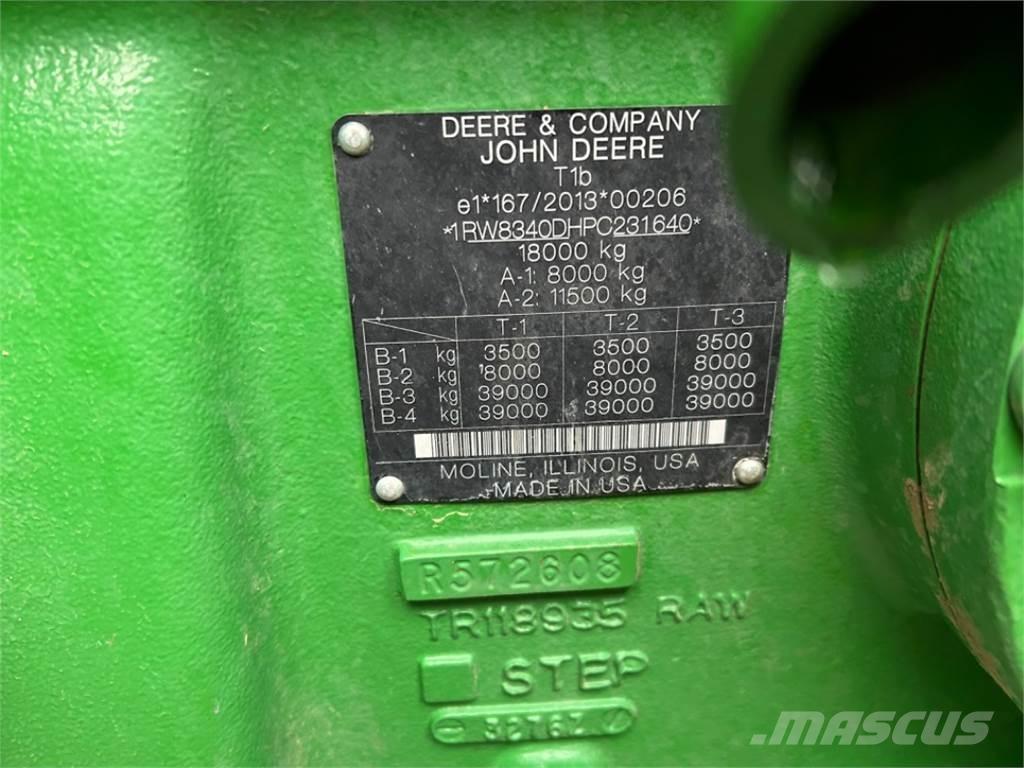 DEERE & COMPANY
JOHN DEERE
T1b
e1*167/2013*00206
*1RW8340DHPC231640*
18000 kg
A-1: 8000 kg
A-2: 11500 kg
T-1 T-2 T-3
B-1 kg 3500 3500 3500
B-2 kg 8000 8000 8000
B-3 kg 39000 39000 39000
B-4 kg 39000 39000 39000
MOLINE, ILLINOIS, USA
MADE IN USA
R572608
TR118935 RAW
STEP
MASCUS